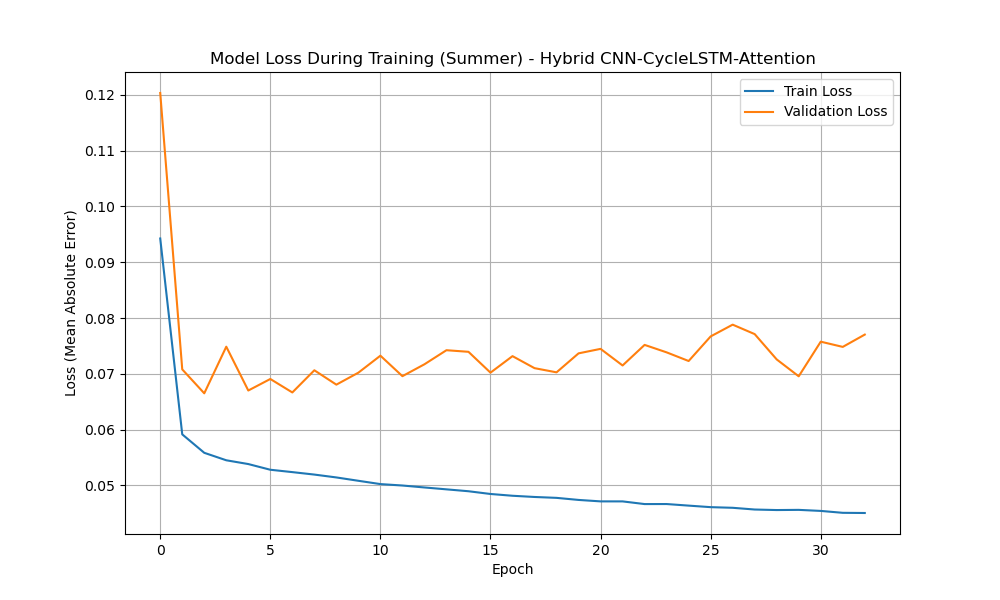 Model Loss During Training (Summer) - Hybrid CNN-CycleLSTM-Attention
Train Loss
Validation Loss
Loss (Mean Absolute Error)
0.12
0.11
0.10
0.09
0.08
0.07
0.06
0.05
0 5 10 15 20 25 30
Epoch